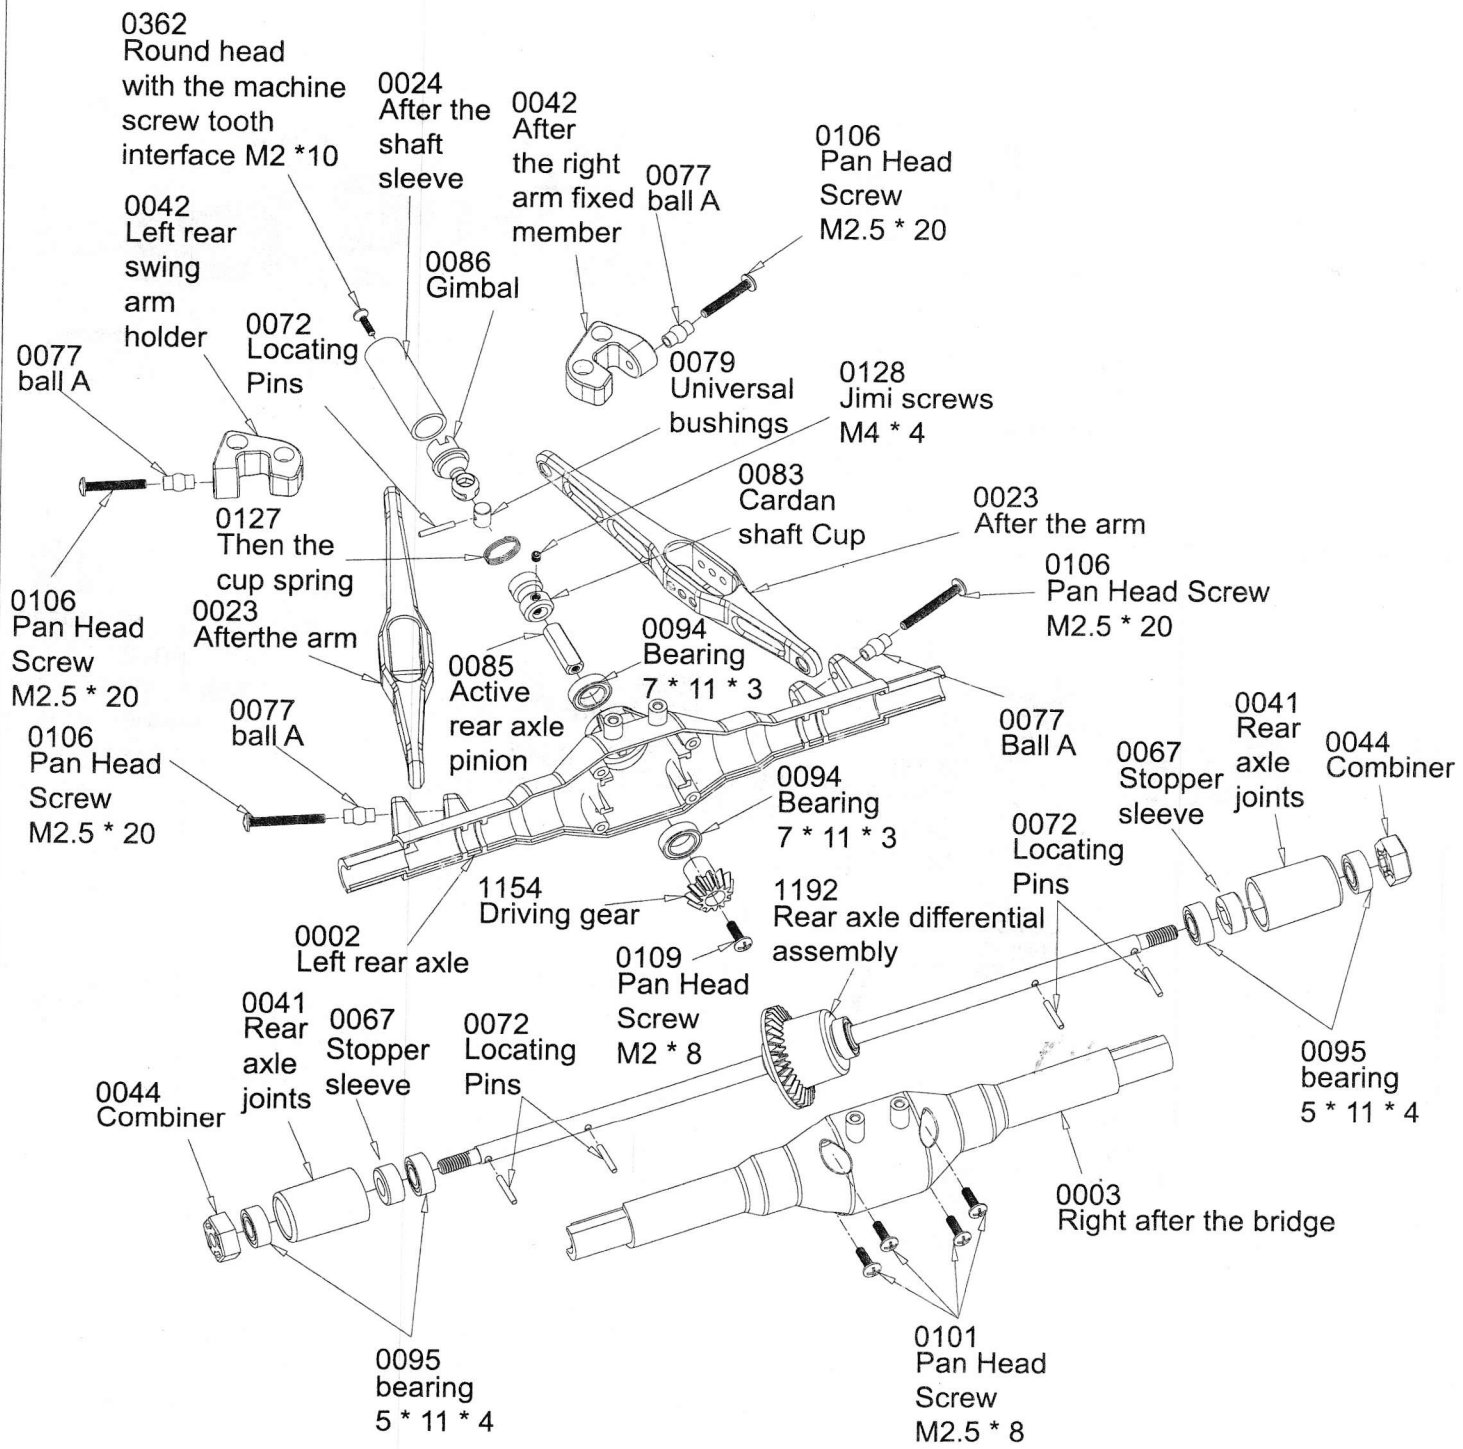 0362
Round head
with the machine
screw tooth
interface M2 *10
0024
After the
shaft
sleeve
0042
After
the right
arm fixed
member
0077
ball A
0106
Pan Head
Screw
M2.5 * 20
0042
Left rear
swing
arm
holder
0086
Gimbal
0072
Locating
Pins
0077
ball A
0079
Universal
bushings
0128
Jimi screws
M4 * 4
0083
Cardan
shaft Cup
0023
After the arm
0127
Then the
cup spring
0106
Pan Head Screw
M2.5 * 20
0106
Pan Head
Screw
M2.5 * 20
0023
Afterthe arm
0094
Bearing
7 * 11 * 3
0085
Active
rear axle
pinion
0077
ball A
0077
Ball A
0041
Rear
axle
joints
0044
Combiner
0067
Stopper
sleeve
0106
Pan Head
Screw
M2.5 * 20
0094
Bearing
7 * 11 * 3
0072
Locating
Pins
1154
Driving gear
1192
Rear axle differential
assembly
0002
Left rear axle
0109
Pan Head
Screw
M2 * 8
0041
Rear
axle
joints
0067
Stopper
sleeve
0072
Locating
Pins
0044
Combiner
0095
bearing
5 * 11 * 4
0003
Right after the bridge
0095
bearing
5 * 11 * 4
0101
Pan Head
Screw
M2.5 * 8